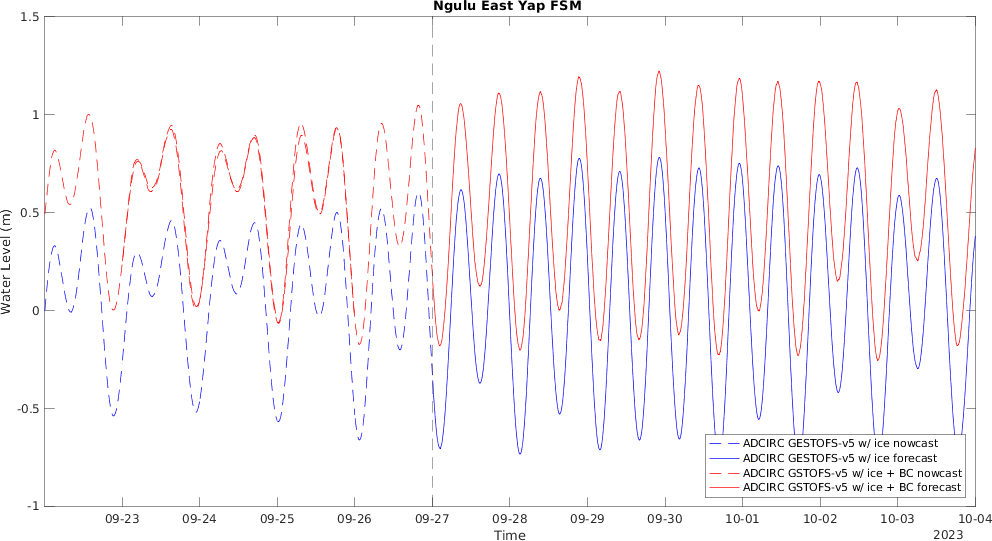 Ngulu East Yap FSM
1.5
1
0.5
0
-0.5
-1
Water Level (m)
09-23 09-24 09-25 09-26 09-27 09-28 09-29 09-30 10-01 10-02 10-03 10-04
Time
2023
ADCIRC GESTOFS-v5 w/ ice nowcast
ADCIRC GESTOFS-v5 w/ ice forecast
ADCIRC GSTOFS-v5 w/ ice + BC nowcast
ADCIRC GSTOFS-v5 w/ ice + BC forecast